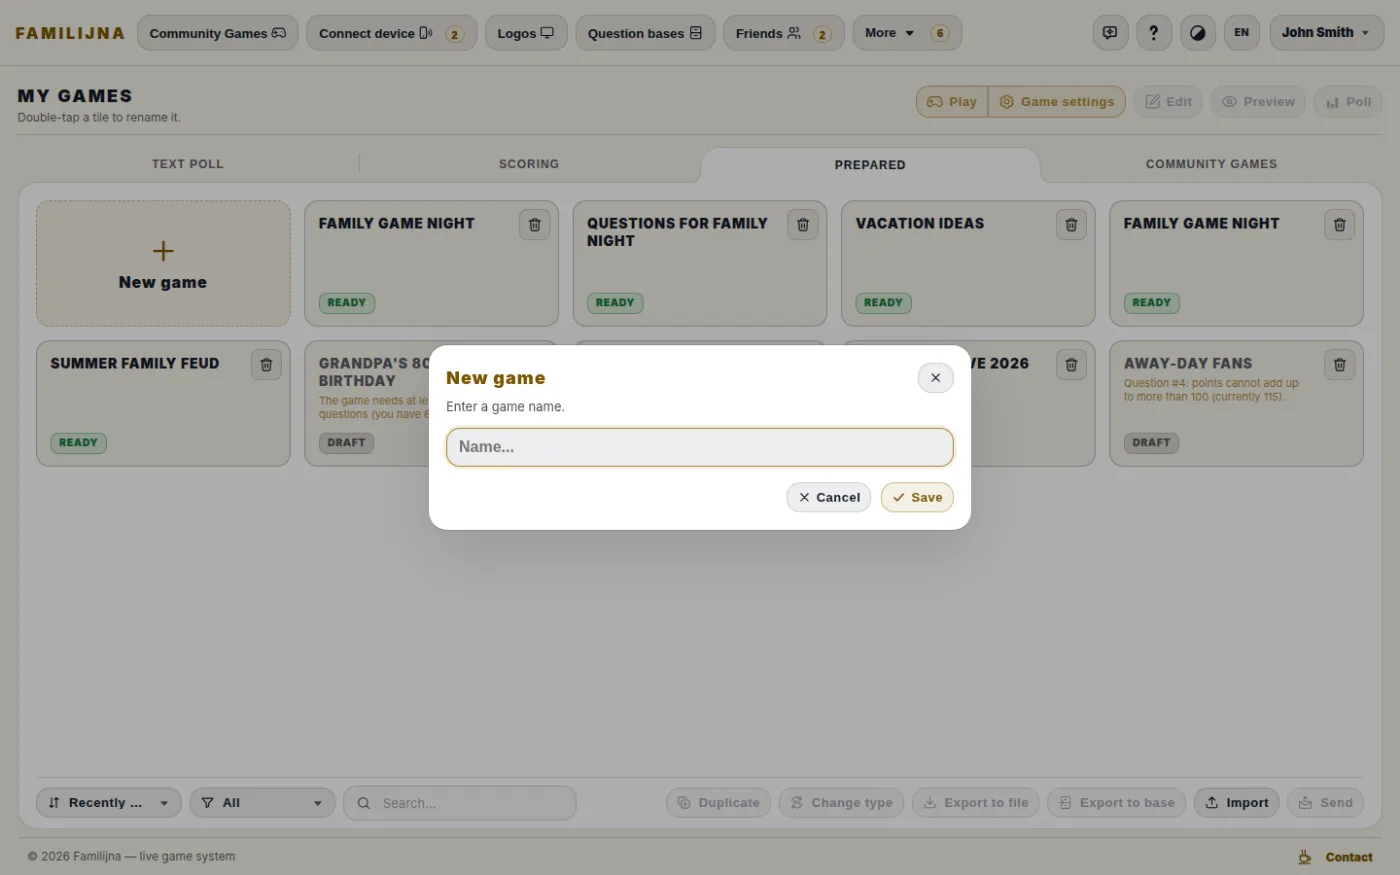 FAMILIJNA
Community Games
Connect device 2
Logos
Question bases
Friends 2
More 6
?
EN
John Smith
MY GAMES
Double-tap a tile to rename it.
Play
Game settings
Edit
Preview
Poll
TEXT POLL
SCORING
PREPARED
COMMUNITY GAMES
New game
FAMILY GAME NIGHT
READY
QUESTIONS FOR FAMILY
NIGHT
READY
VACATION IDEAS
READY
FAMILY GAME NIGHT
READY
SUMMER FAMILY FEUD
READY
GRANDPA'S 80
BIRTHDAY
The game needs at le
questions (you have 6
DRAFT
VE 2026
AWAY-DAY FANS
Question #4: points cannot add up
to more than 100 (currently 115).
DRAFT
New game
Enter a game name.
Name...
Cancel
Save
Recently ...
All
Search...
Duplicate
Change type
Export to file
Export to base
Import
Send
© 2026 Familijna — live game system
Contact